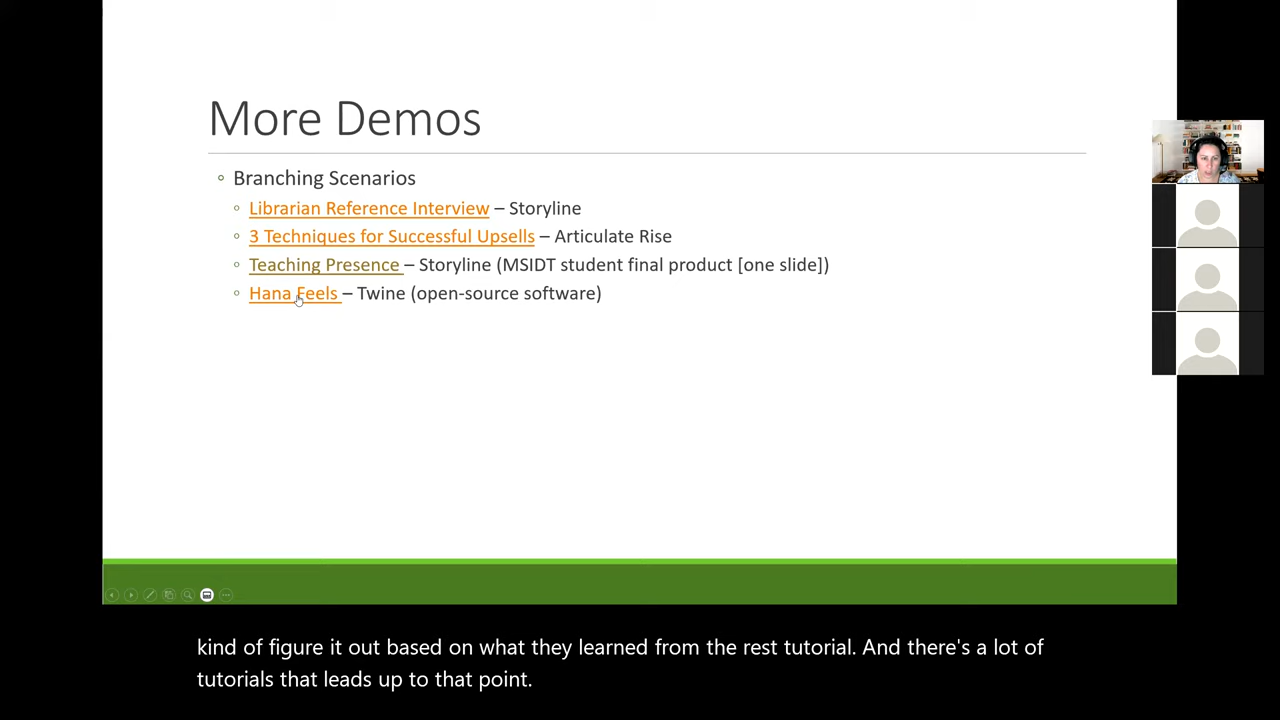 More Demos
Branching Scenarios
Librarian Reference Interview – Storyline
3 Techniques for Successful Upsells – Articulate Rise
Teaching Presence – Storyline (MSIDT student final product [one slide])
Hana Feels – Twine (open-source software)
kind of figure it out based on what they learned from the rest tutorial. And there's a lot of
tutorials that leads up to that point.